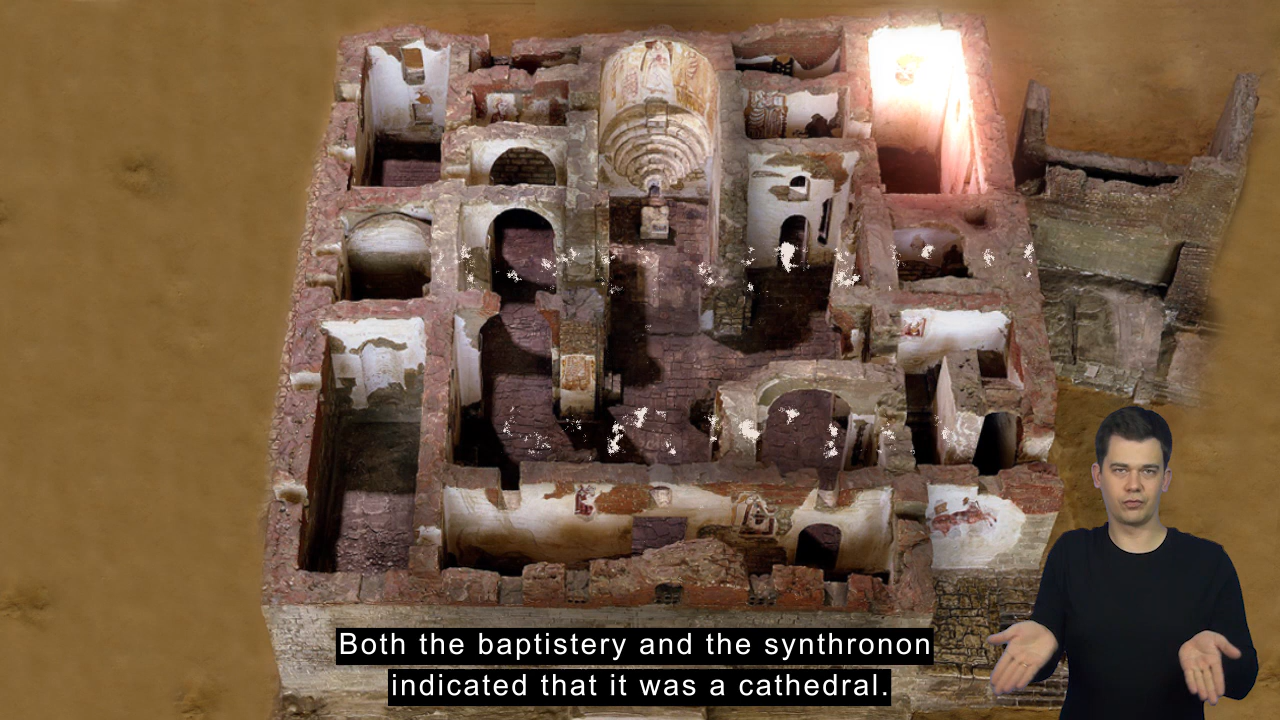 Both the baptistery and the synthronon
indicated that it was a cathedral.